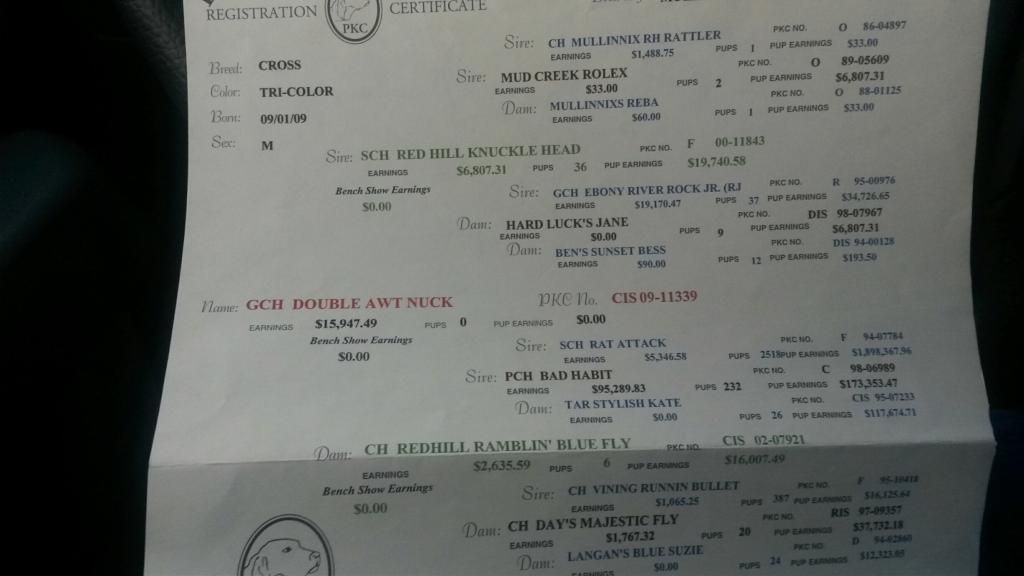 REGISTRATION CERTIFICATE
PKC
Breed: CROSS
Color: TRI-COLOR
Born: 09/01/09
Sex: M
Sire: CH MULLINNIX RH RATTLER PKC NO. O 86-04897
EARNINGS $1,488.75 PUPS 1 PUP EARNINGS $33.00
Sire: MUD CREEK ROLEX PKC NO. O 89-05609
EARNINGS $33.00 PUPS 2 PUP EARNINGS $6,807.31
Dam: MULLINNIXS REBA PKC NO. O 88-01125
EARNINGS $60.00 PUPS 1 PUP EARNINGS $33.00
Sire: SCH RED HILL KNUCKLE HEAD PKC NO. F 00-11843
EARNINGS $6,807.31 PUPS 36 PUP EARNINGS $19,740.58
Bench Show Earnings
$0.00
Sire: GCH EBONY RIVER ROCK JR. (RJ PKC NO. R 95-00976
EARNINGS $19,170.47 PUPS 37 PUP EARNINGS $34,726.65
Dam: HARD LUCK'S JANE PKC NO. DIS 98-07967
EARNINGS $0.00 PUPS 9 PUP EARNINGS $6,807.31
Dam: BEN'S SUNSET BESS PKC NO. DIS 94-00128
EARNINGS $90.00 PUPS 12 PUP EARNINGS $193.50
Name: GCH DOUBLE AWT NUCK PKC No. CIS 09-11339
EARNINGS $15,947.49 PUPS 0 PUP EARNINGS $0.00
Bench Show Earnings
$0.00
Sire: SCH RAT ATTACK PKC NO. F 94-07784
EARNINGS $5,346.58 PUPS 2518 PUP EARNINGS $1,898,367.96
Sire: PCH BAD HABIT PKC NO. C 98-06989
EARNINGS $95,289.83 PUPS 232 PUP EARNINGS $173,353.47
Dam: TAR STYLISH KATE PKC NO. CIS 95-07233
EARNINGS $0.00 PUPS 26 PUP EARNINGS $117,674.71
Dam: CH REDHILL RAMBLIN' BLUE FLY PKC NO. CIS 02-07921
EARNINGS $2,635.59 PUPS 6 PUP EARNINGS $16,007.49
Bench Show Earnings
$0.00
Sire: CH VINING RUNNIN BULLET PKC NO. F 95-10418
EARNINGS $1,065.25 PUPS 387 PUP EARNINGS $16,125.64
Dam: CH DAY'S MAJESTIC FLY PKC NO. RIS 97-09357
EARNINGS $1,767.32 PUPS 20 PUP EARNINGS $37,732.18
Dam: LANGAN'S BLUE SUZIE PKC NO. D 94-02860
EARNINGS $0.00 PUPS 24 PUP EARNINGS $12,323.05